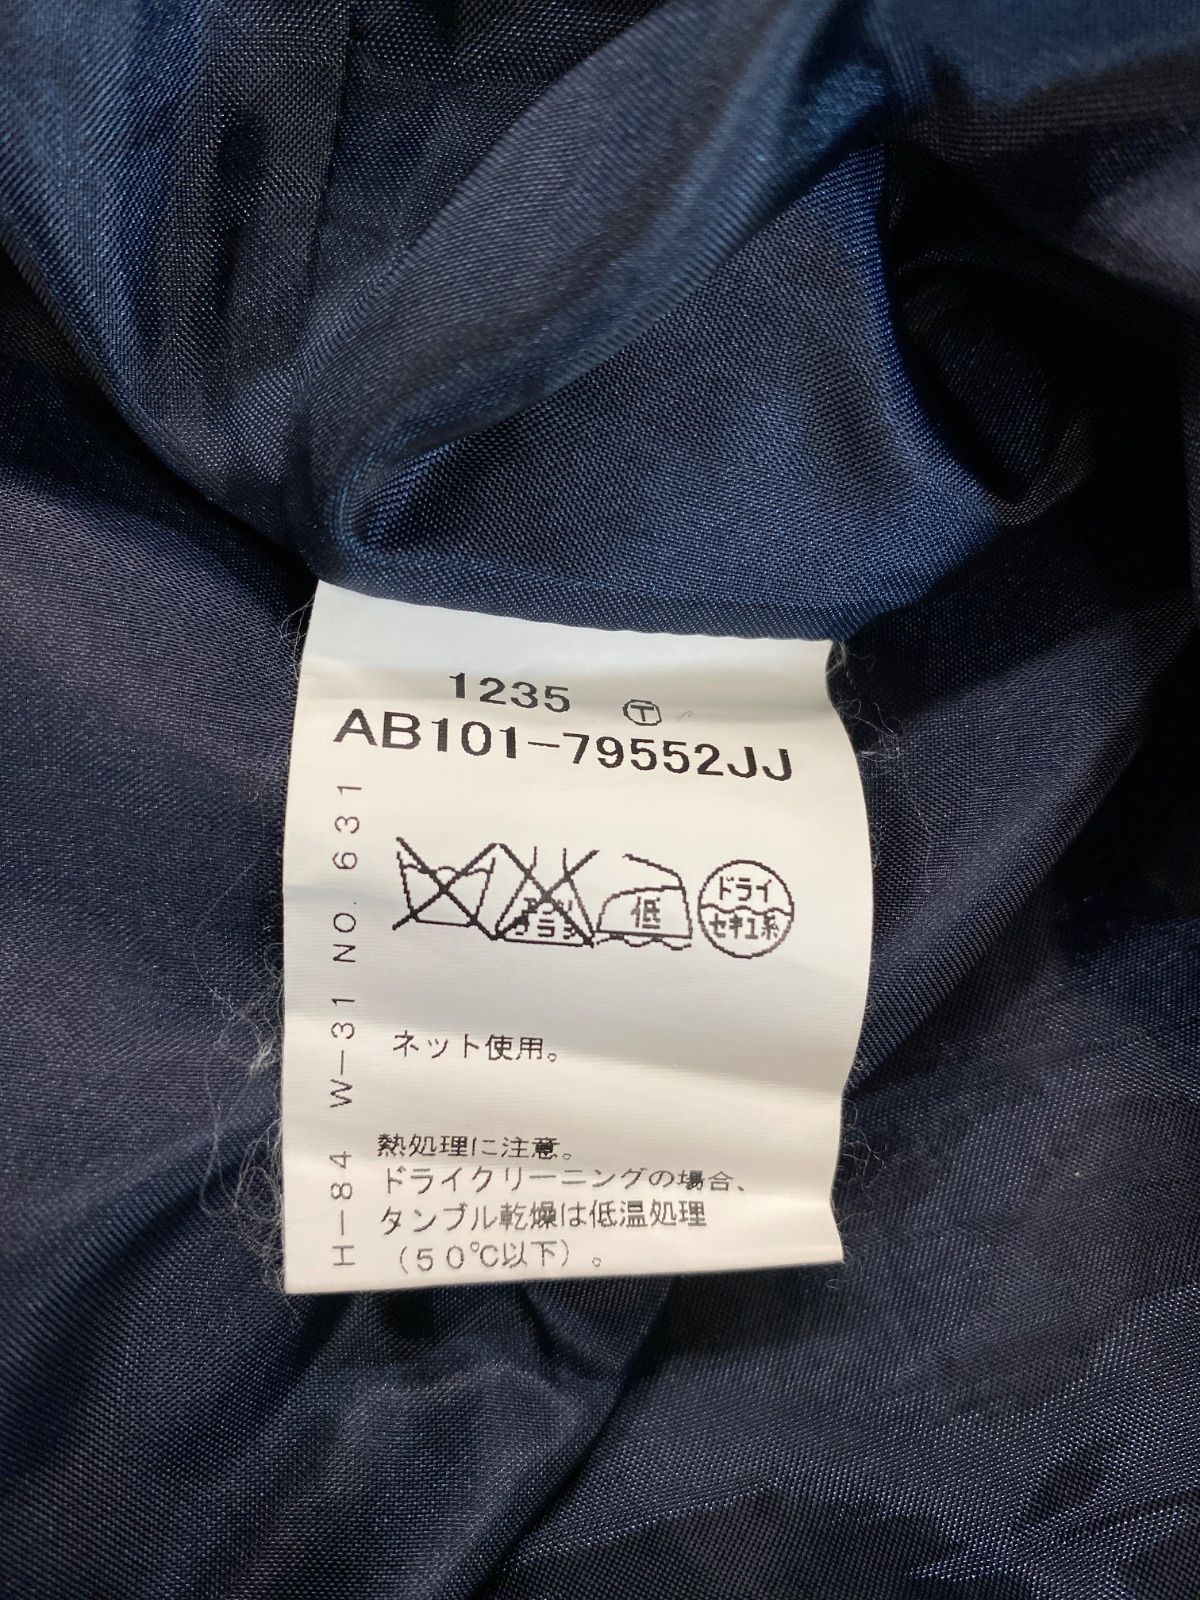 1235 Ⓣ
AB101-79552JJ
低
ドライ
セキユ系
ネット使用。
熱処理に注意。
ドライクリーニングの場合、
タンブル乾燥は低温処理
(50℃以下)。
H-84 W-31 NO.631